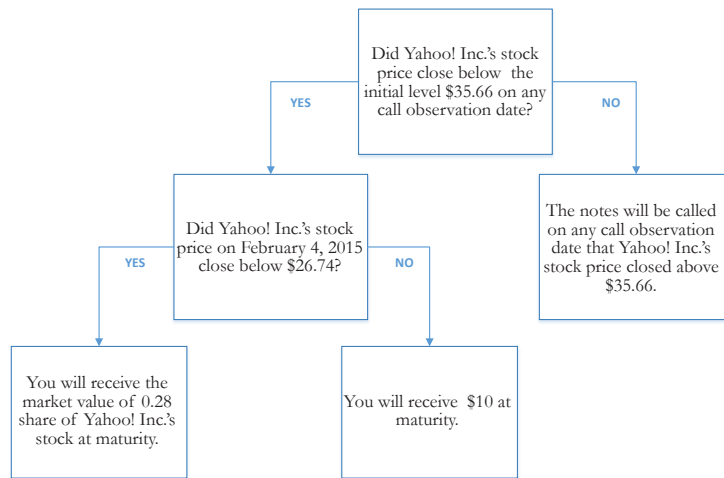 Did Yahoo! Inc.'s stock
price close below the
initial level $35.66 on any
call observation date?
YES
NO
Did Yahoo! Inc.'s stock
price on February 4, 2015
close below $26.74?
The notes will be called
on any call observation
date that Yahoo! Inc.'s
stock price closed above
$35.66.
YES
NO
You will receive the
market value of 0.28
share of Yahoo! Inc.'s
stock at maturity.
You will receive $10 at
maturity.